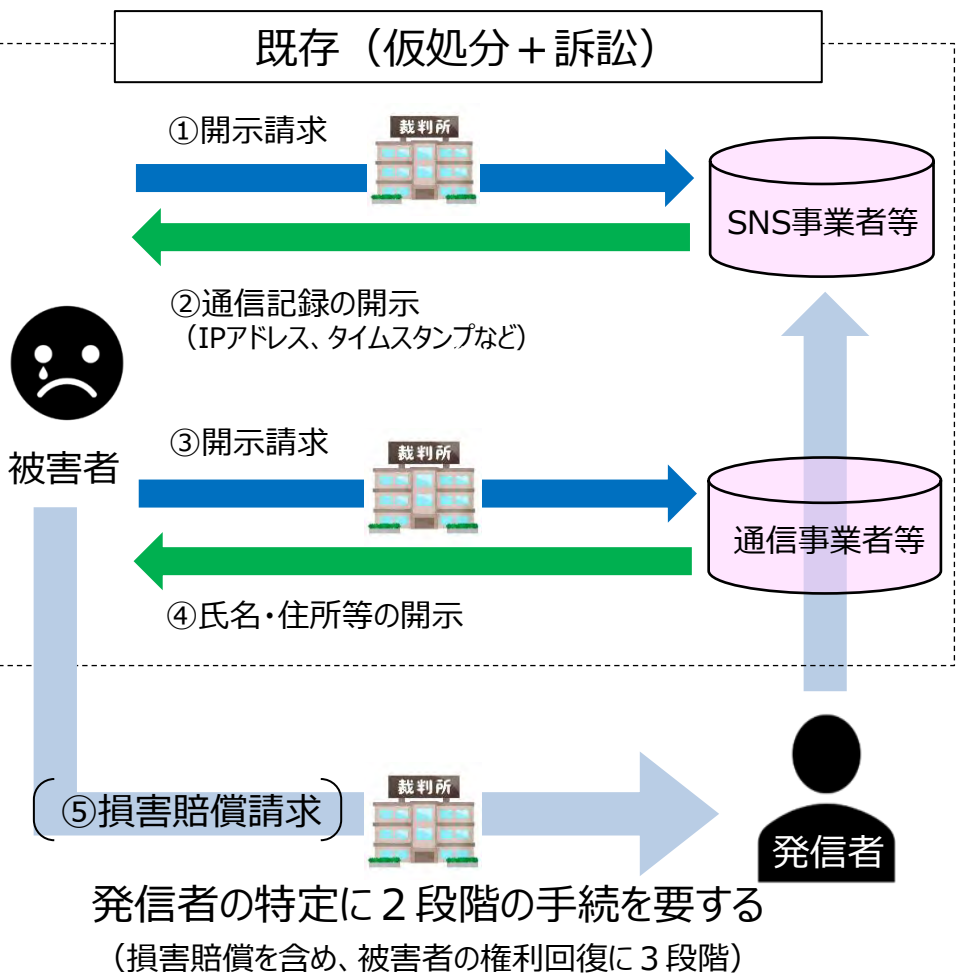 既存（仮処分＋訴訟）
①開示請求
裁判所
SNS事業者等
②通信記録の開示
（IPアドレス、タイムスタンプなど）
被害者
③開示請求
裁判所
通信事業者等
④氏名・住所等の開示
⑤損害賠償請求
裁判所
発信者
発信者の特定に２段階の手続を要する
（損害賠償を含め、被害者の権利回復に３段階）